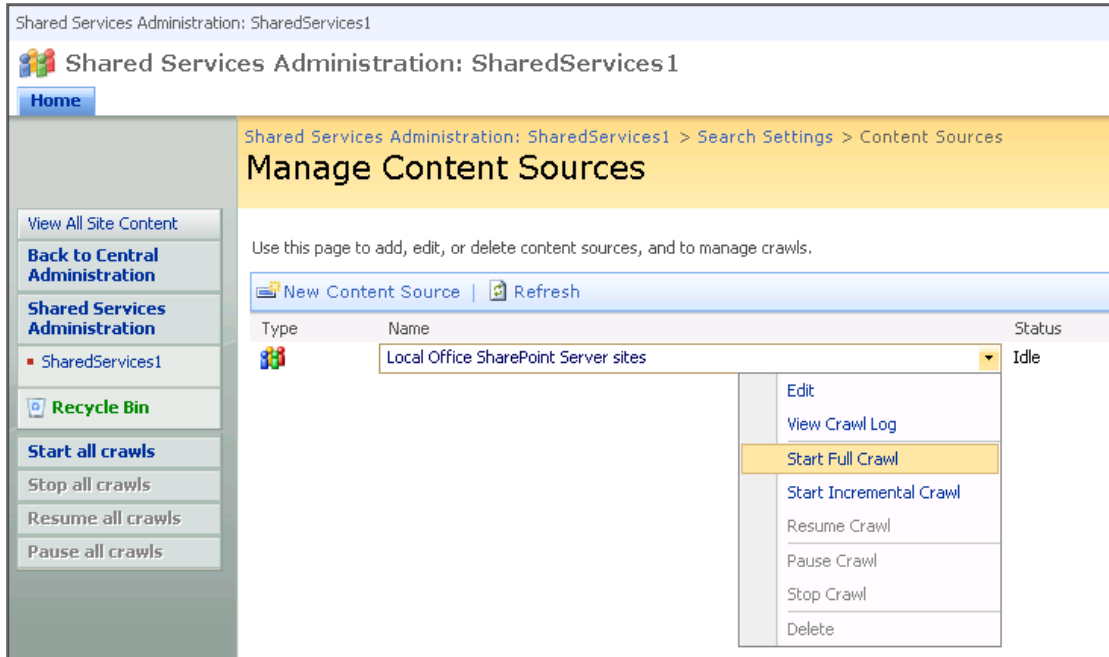 Shared Services Administration: SharedServices1
Shared Services Administration: SharedServices1
Home
Shared Services Administration: SharedServices1 > Search Settings > Content Sources
Manage Content Sources
View All Site Content
Back to Central
Administration
Shared Services
Administration
SharedServices1
Recycle Bin
Start all crawls
Stop all crawls
Resume all crawls
Pause all crawls
Use this page to add, edit, or delete content sources, and to manage crawls.
New Content Source | Refresh
Type Name Status
Local Office SharePoint Server sites Idle
Edit
View Crawl Log
Start Full Crawl
Start Incremental Crawl
Resume Crawl
Pause Crawl
Stop Crawl
Delete